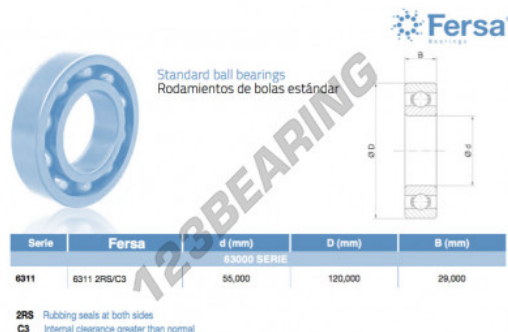 Fersa
Bearings
Standard ball bearings
Rodamientos de bolas estándar
B
Ø D
Ø d
123BEARING
Serie Fersa d (mm) D (mm) B (mm)
63000 SERIE
6311 6311 2RS/C3 55,000 120,000 29,000
2RS Rubbing seals at both sides
C3 Internal clearance greater than normal